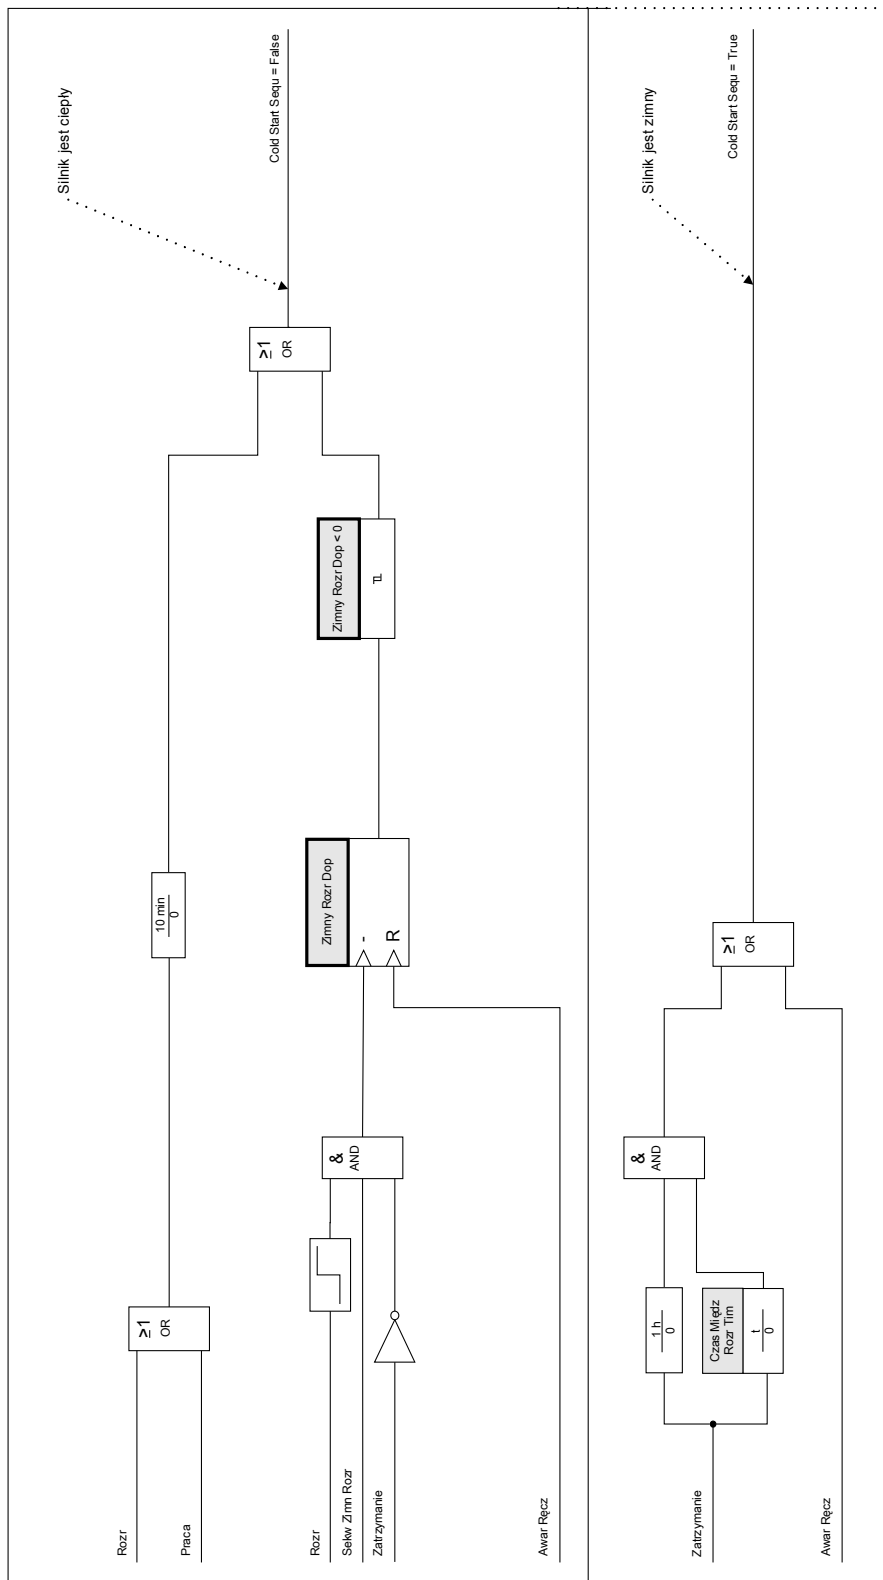 Silnik jest ciepły
Cold Start Sequ = False
≥1
OR
Zimny Rozr Dop < 0
10 min
0
Zimny Rozr Dop
-
R
&
AND
≥1
OR
Rozr
Praca
Rozr
Sekw Zimn Rozr
Zatrzymanie
Awar Ręcz
Silnik jest zimny
Cold Start Sequ = True
≥1
OR
&
AND
1 h
0
Czas Międz
Rozr Tim
t
0
Zatrzymanie
Awar Ręcz